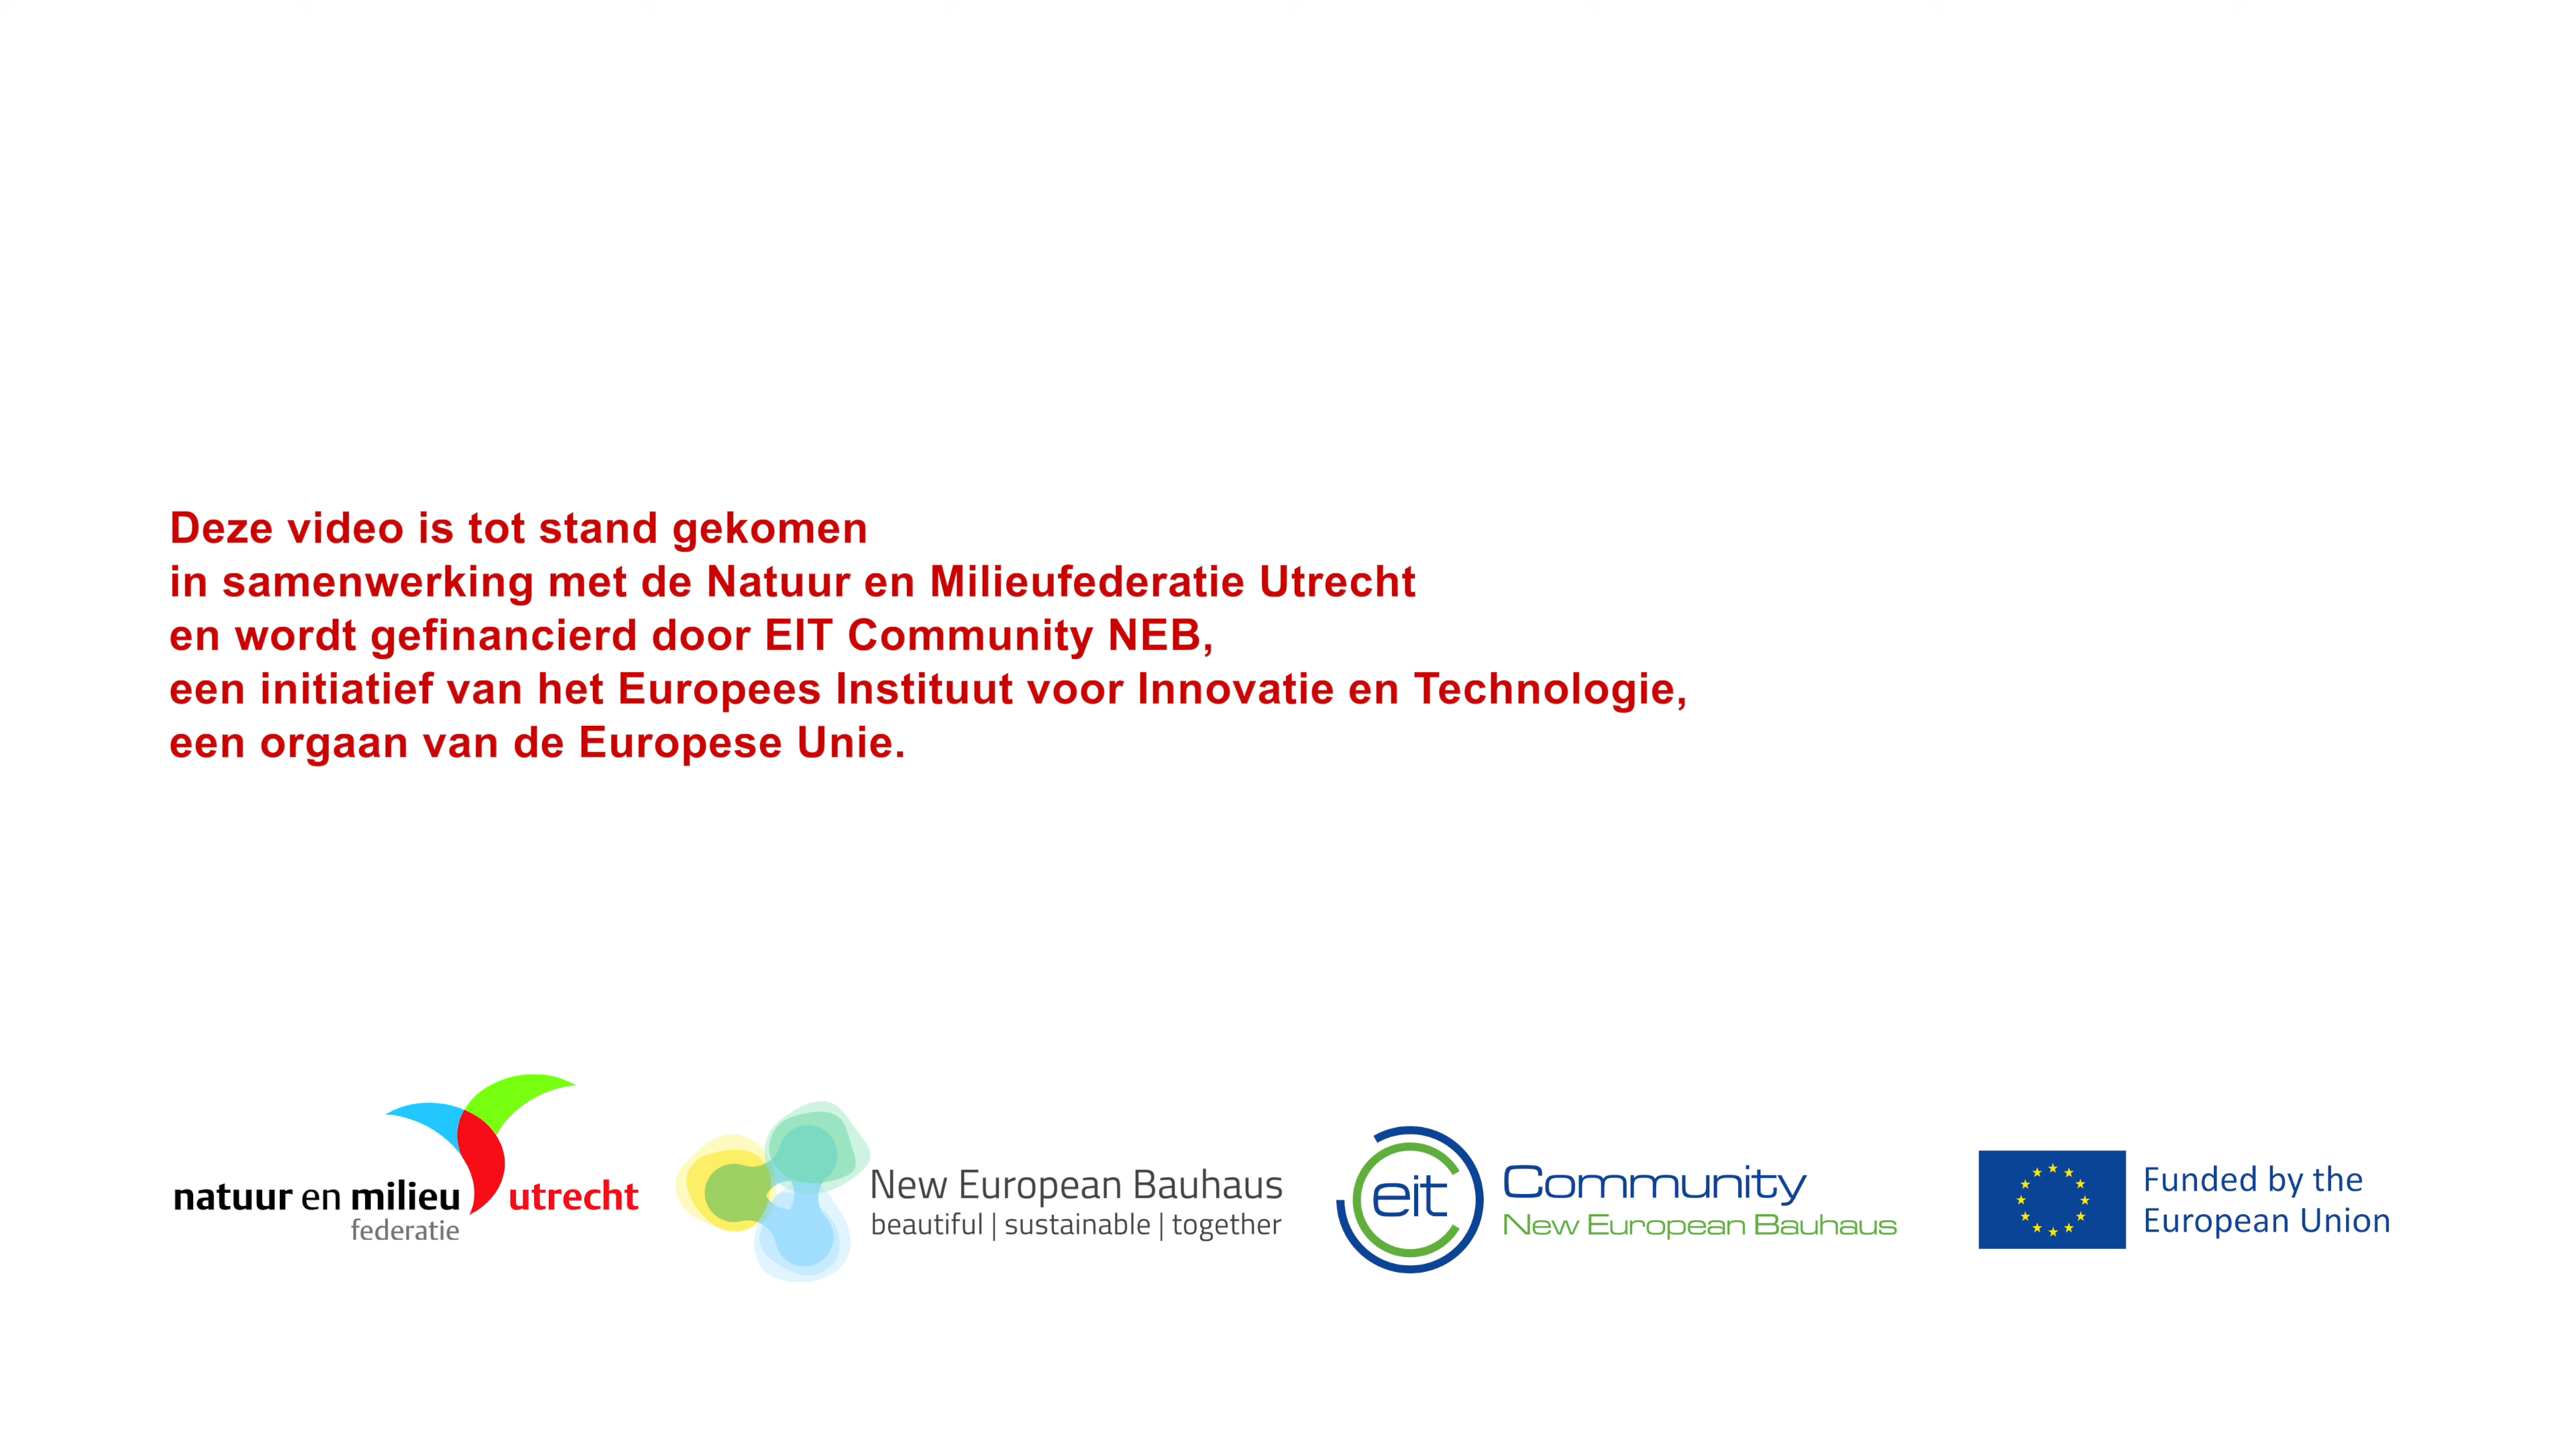 Deze video is tot stand gekomen
in samenwerking met de Natuur en Milieufederatie Utrecht
en wordt gefinancierd door EIT Community NEB,
een initiatief van het Europees Instituut voor Innovatie en Technologie,
een orgaan van de Europese Unie.
natuur en milieu utrecht
federatie
New European Bauhaus
beautiful | sustainable | together
eit
Community
New European Bauhaus
Funded by the
European Union